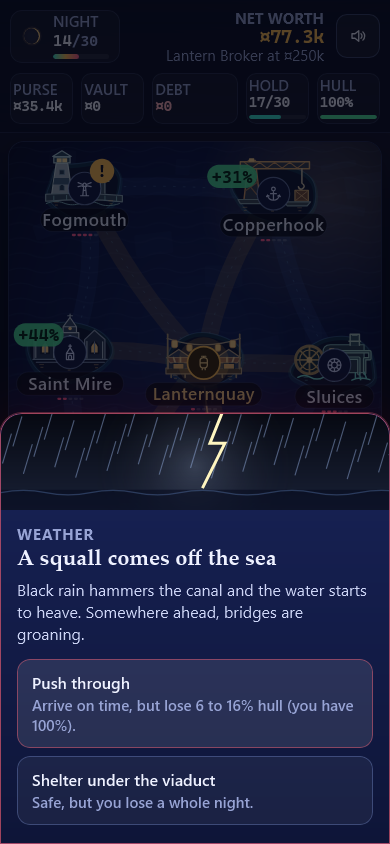 NIGHT
14/30
NET WORTH
¤77.3k
Lantern Broker at ¤250k
PURSE
¤35.4k
VAULT
¤0
DEBT
¤0
HOLD
17/30
HULL
100%
!
Fogmouth
+31%
Copperhook
+44%
Saint Mire
Lanternquay
Sluices
WEATHER
A squall comes off the sea
Black rain hammers the canal and the water starts
to heave. Somewhere ahead, bridges are
groaning.
Push through
Arrive on time, but lose 6 to 16% hull (you have
100%).
Shelter under the viaduct
Safe, but you lose a whole night.